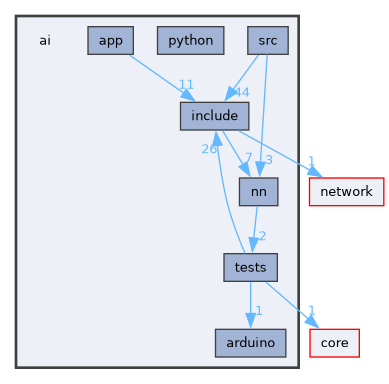 ai
app
python
src
11
44
include
26
7
3
1
nn
network
2
tests
1
1
arduino
core